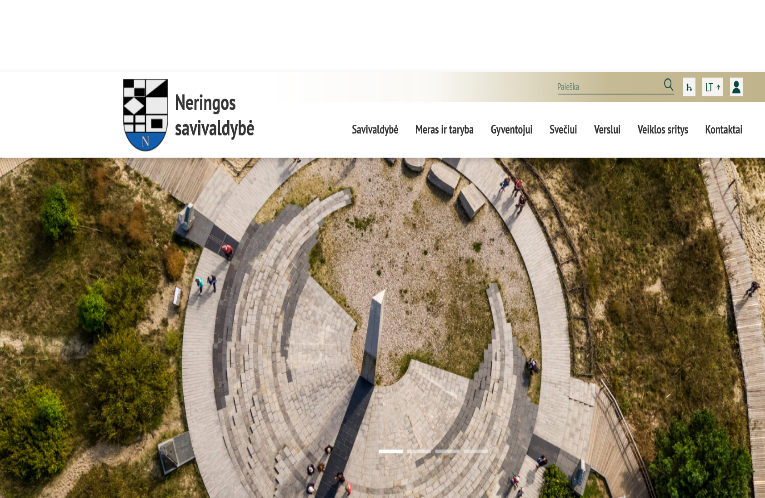 Paieška
LT
Neringos
savivaldybė
N
Savivaldybė Meras ir taryba Gyventojui Svečiui Verslui Veiklos sritys Kontaktai